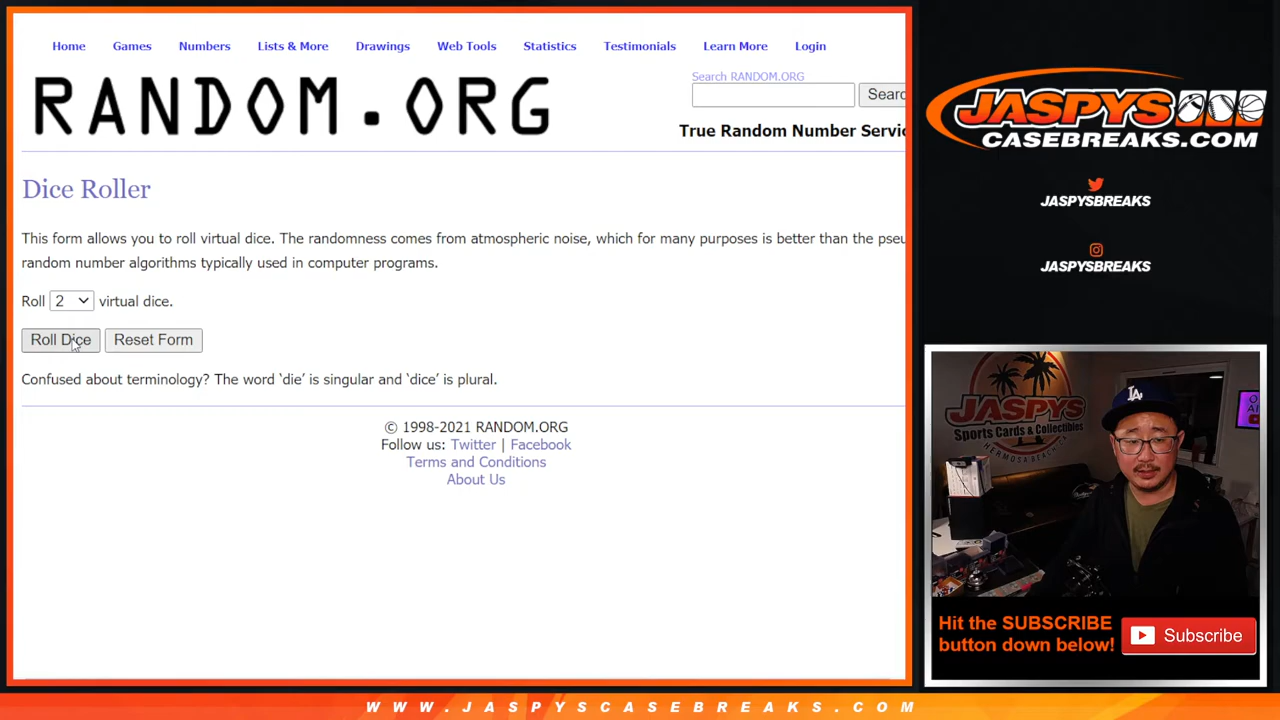 Home Games Numbers Lists & More Drawings Web Tools Statistics Testimonials Learn More Login
RANDOM.ORG
Search RANDOM.ORG
True Random Number Servic
Dice Roller
This form allows you to roll virtual dice. The randomness comes from atmospheric noise, which for many purposes is better than the pseu
random number algorithms typically used in computer programs.
Roll 2 virtual dice.
Roll Dice Reset Form
Confused about terminology? The word ‘die’ is singular and ‘dice’ is plural.
© 1998-2021 RANDOM.ORG
Follow us: Twitter | Facebook
Terms and Conditions
About Us
JASPYS
CASEBREAKS.COM
JASPYSBREAKS
JASPYSBREAKS
JASPYS
Sports Cards & Collectibles
HERMOSA BEACH, CA
LA
Hit the SUBSCRIBE
button down below!
Subscribe
WWW.JASPYSCASEBREAKS.COM